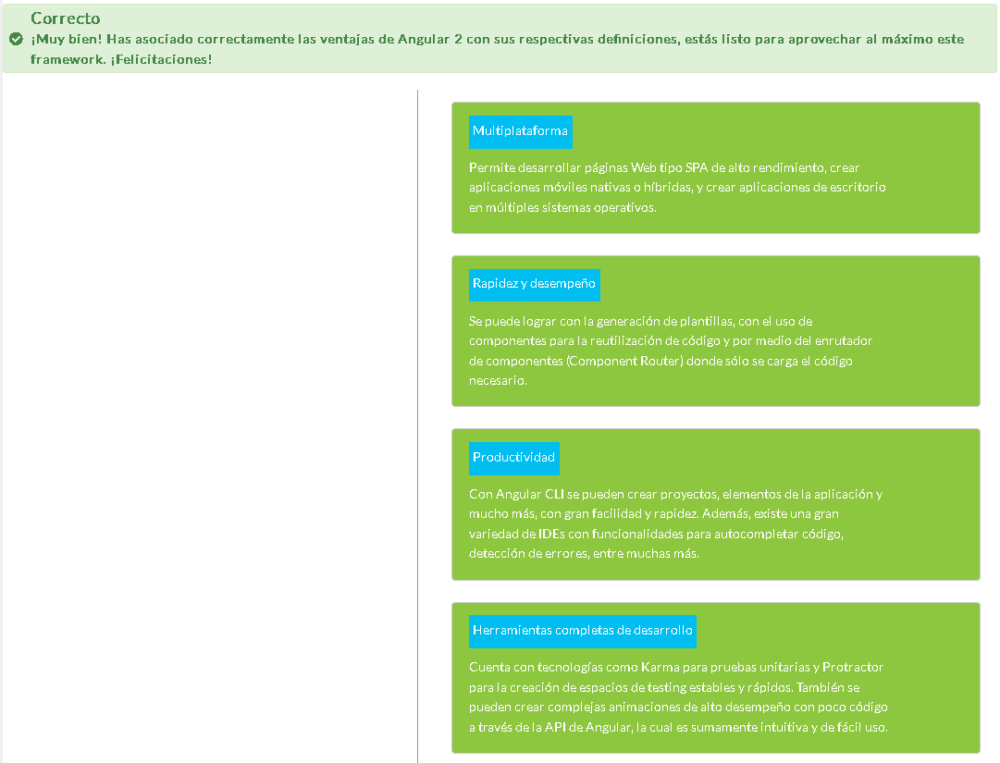 Correcto
¡Muy bien! Has asociado correctamente las ventajas de Angular 2 con sus respectivas definiciones, estás listo para aprovechar al máximo este
framework. ¡Felicitaciones!
Multiplataforma
Permite desarrollar páginas Web tipo SPA de alto rendimiento, crear
aplicaciones móviles nativas o híbridas, y crear aplicaciones de escritorio
en múltiples sistemas operativos.
Rapidez y desempeño
Se puede lograr con la generación de plantillas, con el uso de
componentes para la reutilización de código y por medio del enrutador
de componentes (Component Router) donde sólo se carga el código
necesario.
Productividad
Con Angular CLI se pueden crear proyectos, elementos de la aplicación y
mucho más, con gran facilidad y rapidez. Además, existe una gran
variedad de IDEs con funcionalidades para autocompletar código,
detección de errores, entre muchas más.
Herramientas completas de desarrollo
Cuenta con tecnologías como Karma para pruebas unitarias y Protractor
para la creación de espacios de testing estables y rápidos. También se
pueden crear complejas animaciones de alto desempeño con poco código
a través de la API de Angular, la cual es sumamente intuitiva y de fácil uso.